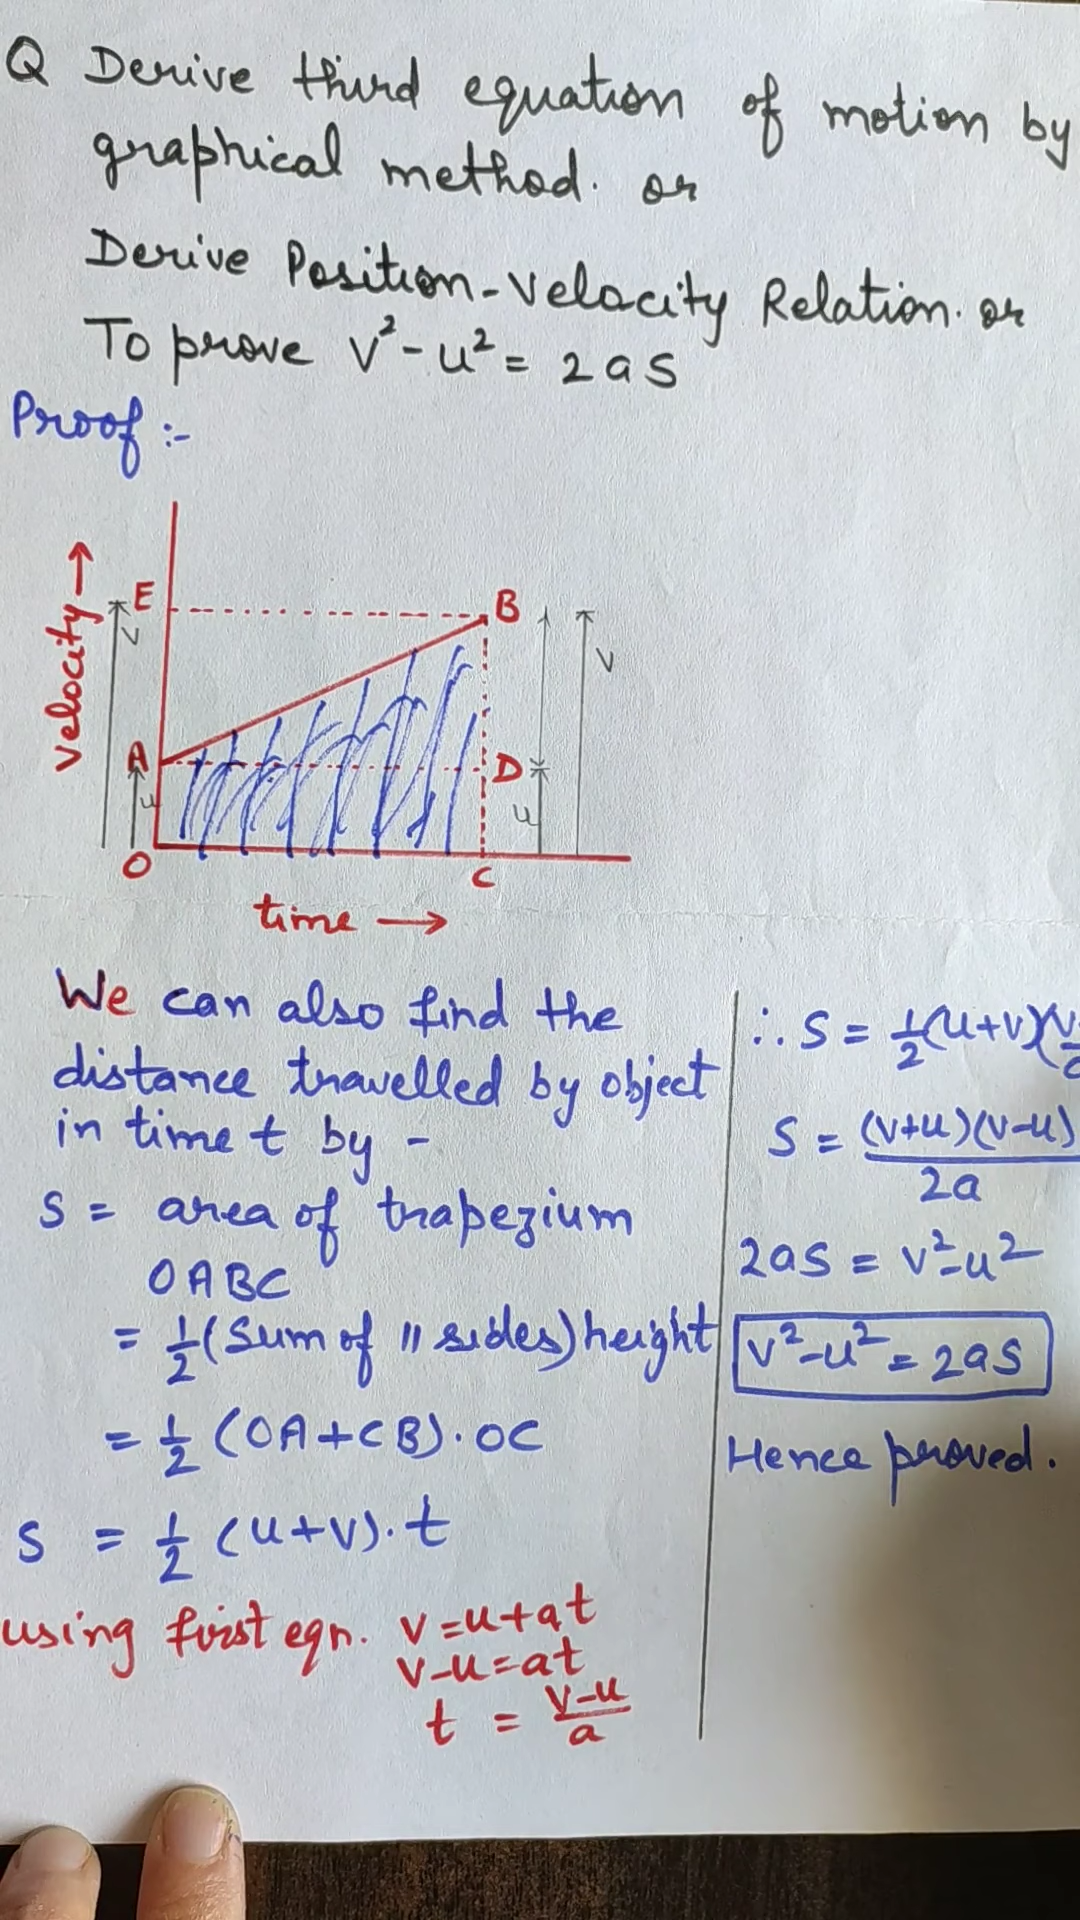 Q Derive third equation of motion by
graphical method. or
Derive Position-Velocity Relation. or
To prove v² - u² = 2as
Proof :-
velocity →
E
B
v
v
A
D
u
u
O
C
time →
We can also find the
distance travelled by object
in time t by -
S = area of trapezium
OABC
= 1/2 (Sum of || sides) height
= 1/2 (OA+CB).OC
S = 1/2 (u+v).t
using first eqn. v=u+at
v-u=at
t = v-u/a
∴ S = 1/2 (u+v)(v
S = (v+u)(v-u)/2a
2as = v²-u²
v²-u² = 2as
Hence proved.